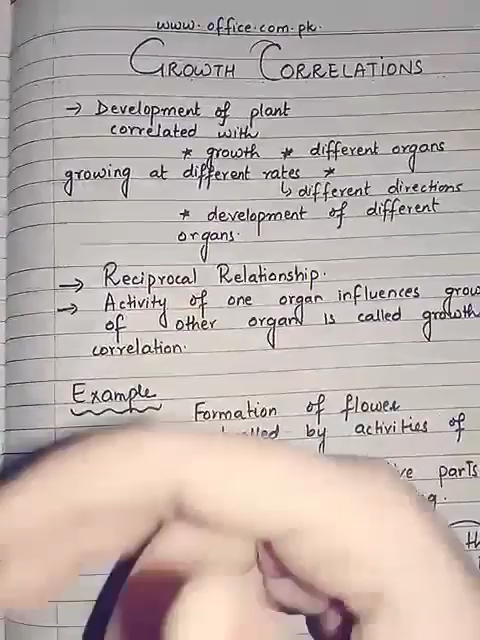 www.office.com.pk.
GROWTH CORRELATIONS
→ Development of plant
correlated with
* growth * different organs
growing at different rates *
↳ different directions
* development of different
organs.
→ Reciprocal Relationship.
→ Activity of one organ influences grow
of other organ is called growth
correlation.
Example
Formation of flower
by activities of
parts